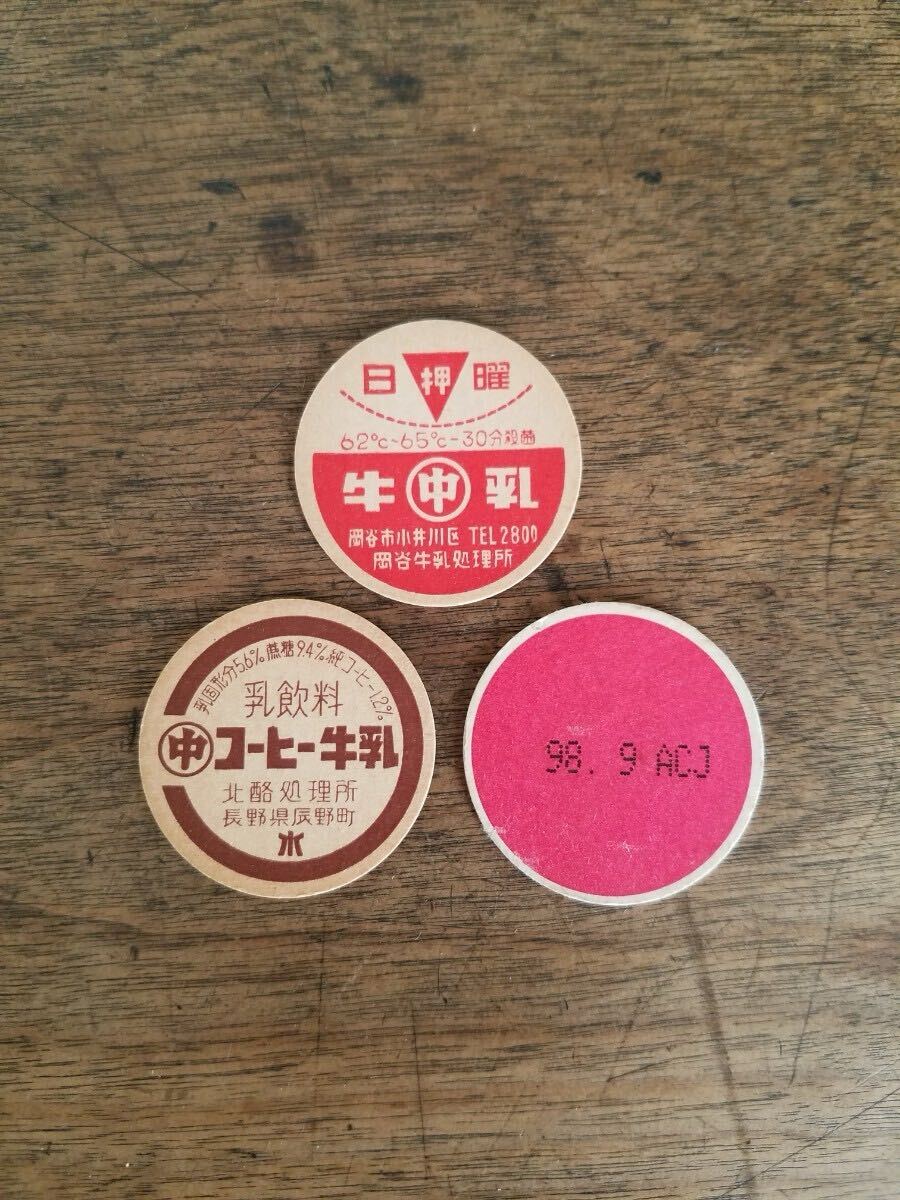 日 押 曜
62℃~65℃-30分殺菌
牛 中 乳
岡谷市小井川区 TEL2800
岡谷牛乳処理所
乳固形分5.6%蔗糖9.4%純コーヒー1.2%
乳飲料
中 コーヒー牛乳
北酪処理所
長野県辰野町
水
98. 9 ACJ